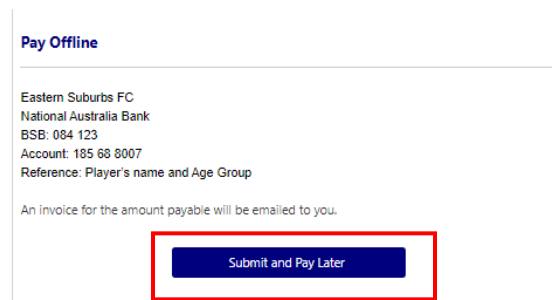 Pay Offline
Eastern Suburbs FC
National Australia Bank
BSB: 084 123
Account: 185 68 8007
Reference: Player's name and Age Group
An invoice for the amount payable will be emailed to you.
Submit and Pay Later